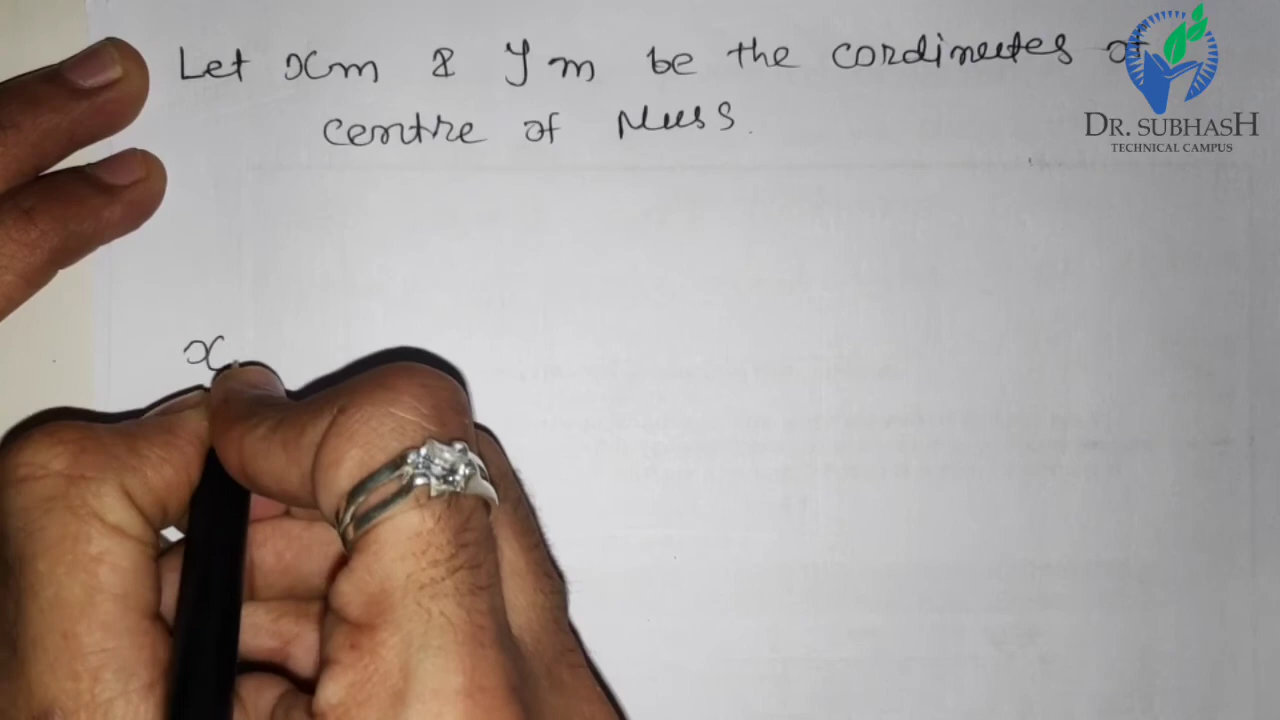 Let xm & Ym be the cordinates of
centre of Mass.
x
DR. SUBHASH
TECHNICAL CAMPUS